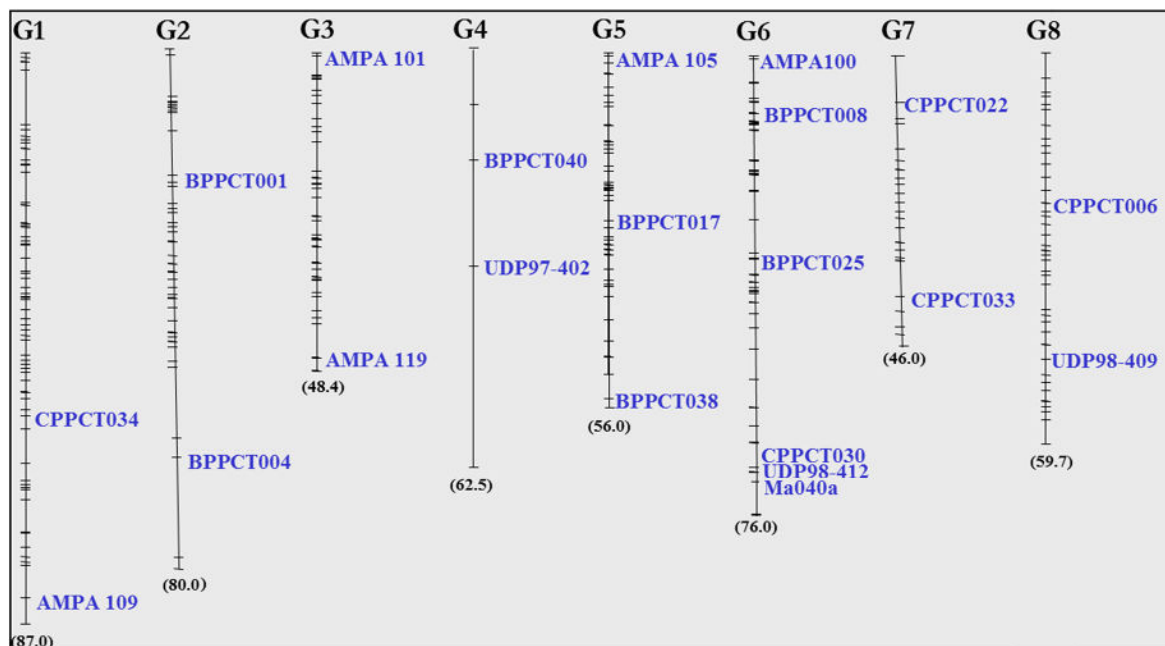 G1 G2 G3 G4 G5 G6 G7 G8
CPPCT034
AMPA 109
(87.0)
BPPCT001
BPPCT004
(80.0)
AMPA 101
AMPA 119
(48.4)
BPPCT040
UDP97-402
(62.5)
AMPA 105
BPPCT017
BPPCT038
(56.0)
AMPA100
BPPCT008
BPPCT025
CPPCT030
UDP98-412
Ma040a
(76.0)
CPPCT022
CPPCT033
(46.0)
CPPCT006
UDP98-409
(59.7)